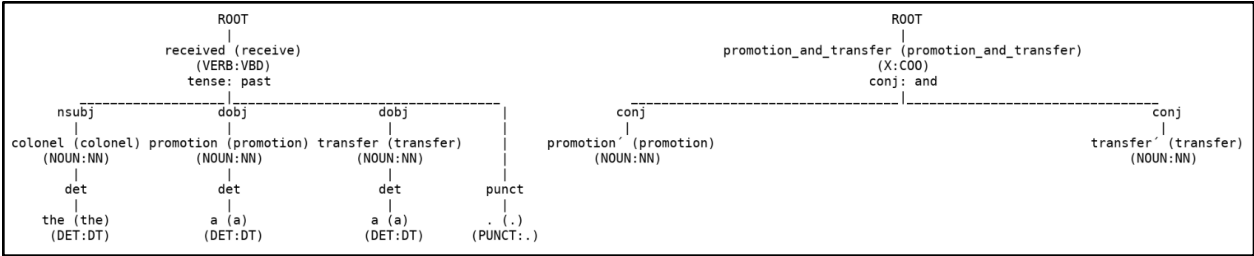 ROOT ROOT
received (receive) promotion_and_transfer (promotion_and_transfer)
(VERB:VBD) (X:COO)
tense: past conj: and
nsubj dobj dobj conj conj
colonel (colonel) promotion (promotion) transfer (transfer) promotion´ (promotion) transfer´ (transfer)
(NOUN:NN) (NOUN:NN) (NOUN:NN) (NOUN:NN) (NOUN:NN)
det det det punct
the (the) a (a) a (a) . (.)
(DET:DT) (DET:DT) (DET:DT) (PUNCT:.)